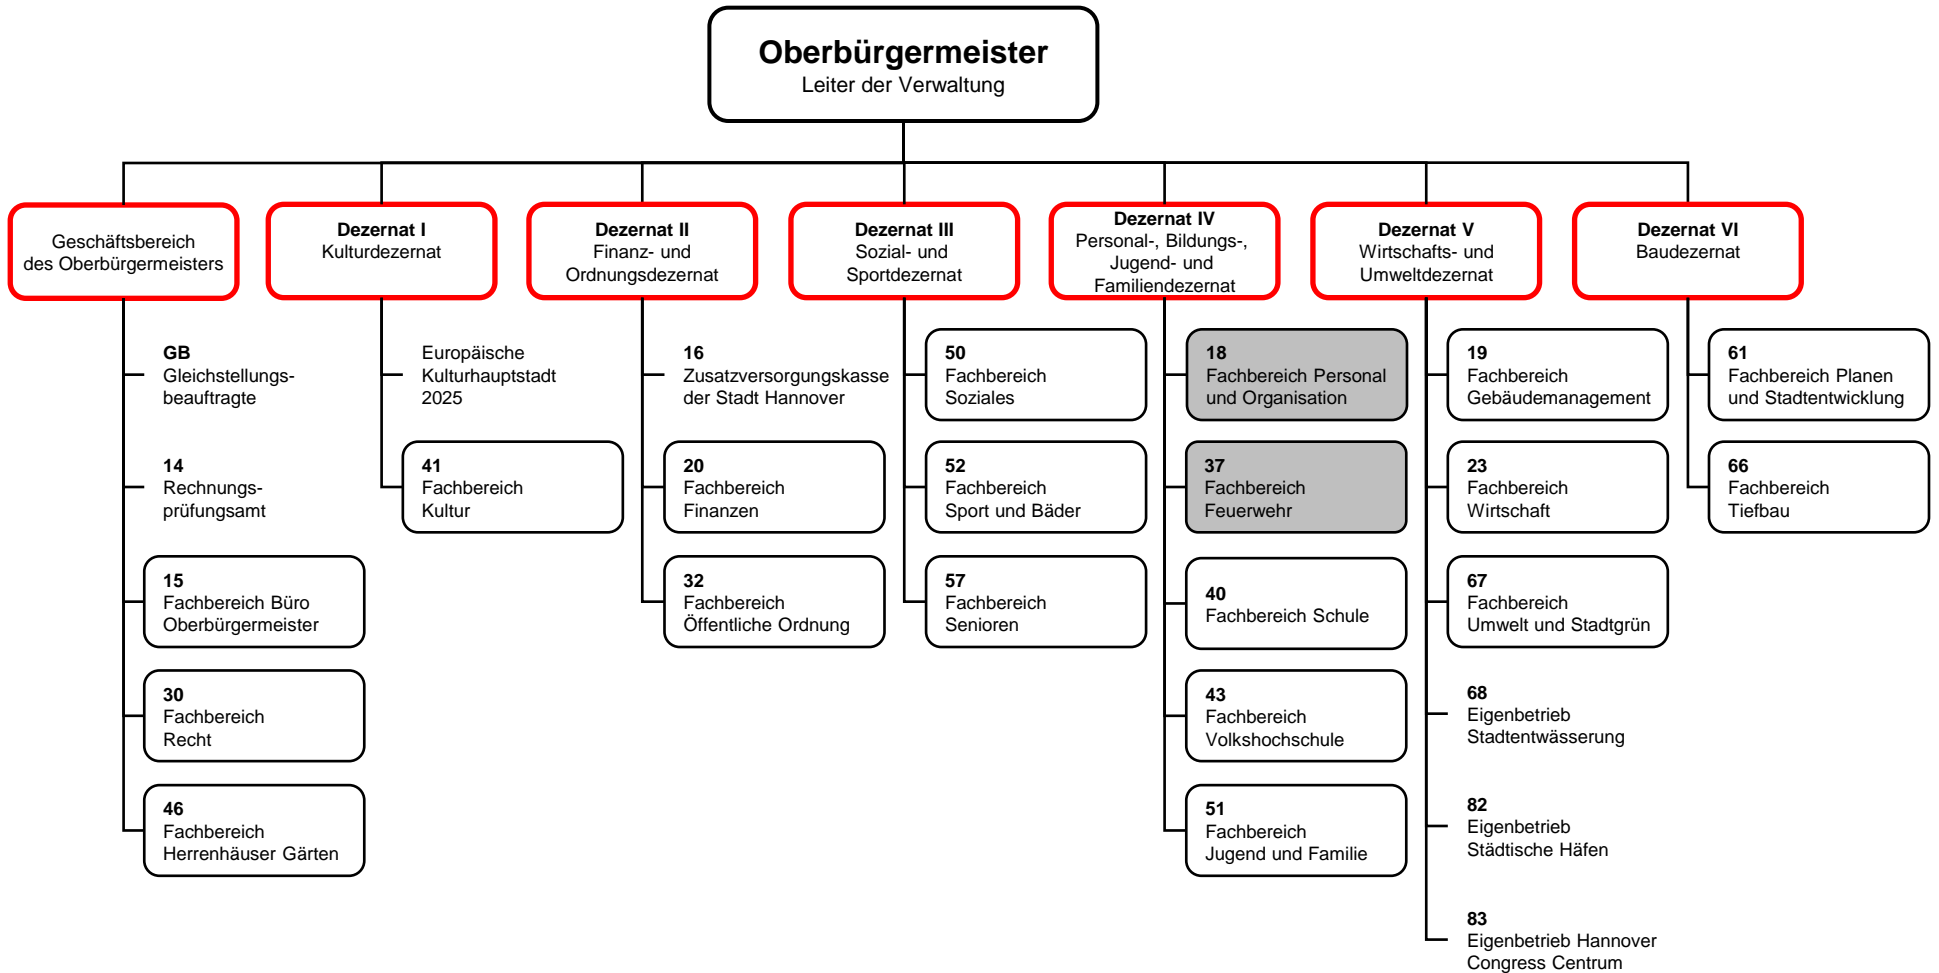 Oberbürgermeister
Leiter der Verwaltung
Geschäftsbereich
des Oberbürgermeisters
GB
Gleichstellungs-
beauftragte
14
Rechnungs-
prüfungsamt
15
Fachbereich Büro
Oberbürgermeister
30
Fachbereich
Recht
46
Fachbereich
Herrenhäuser Gärten
Dezernat I
Kulturdezernat
Europäische
Kulturhauptstadt
2025
41
Fachbereich
Kultur
Dezernat II
Finanz- und
Ordnungsdezernat
16
Zusatzversorgungskasse
der Stadt Hannover
20
Fachbereich
Finanzen
32
Fachbereich
Öffentliche Ordnung
Dezernat III
Sozial- und
Sportdezernat
50
Fachbereich
Soziales
52
Fachbereich
Sport und Bäder
57
Fachbereich
Senioren
Dezernat IV
Personal-, Bildungs-,
Jugend- und
Familiendezernat
18
Fachbereich Personal
und Organisation
37
Fachbereich
Feuerwehr
40
Fachbereich Schule
43
Fachbereich
Volkshochschule
51
Fachbereich
Jugend und Familie
Dezernat V
Wirtschafts- und
Umweltdezernat
19
Fachbereich
Gebäudemanagement
23
Fachbereich
Wirtschaft
67
Fachbereich
Umwelt und Stadtgrün
68
Eigenbetrieb
Stadtentwässerung
82
Eigenbetrieb
Städtische Häfen
83
Eigenbetrieb Hannover
Congress Centrum
Dezernat VI
Baudezernat
61
Fachbereich Planen
und Stadtentwicklung
66
Fachbereich
Tiefbau